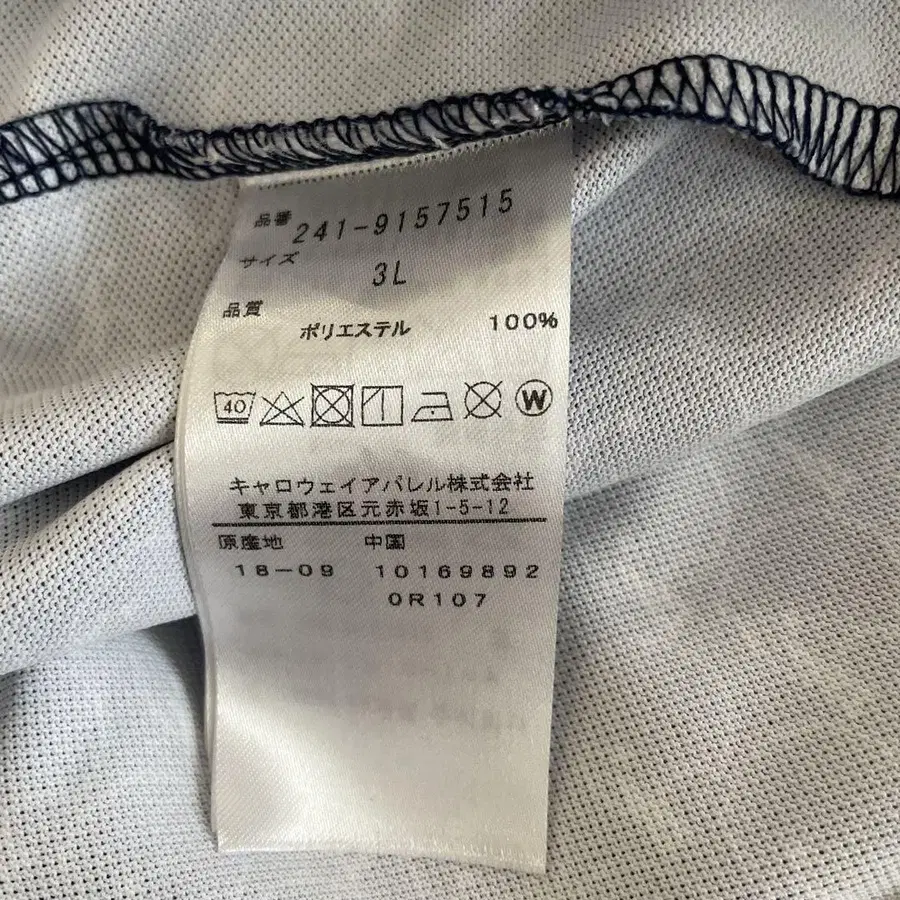 品番 241-9157515
サイズ 3L
品質
ポリエステル 100%
40 W
キャロウェイアパレル株式会社
東京都港区元赤坂1-5-12
原産地 中国
18-09 10169892
0R107